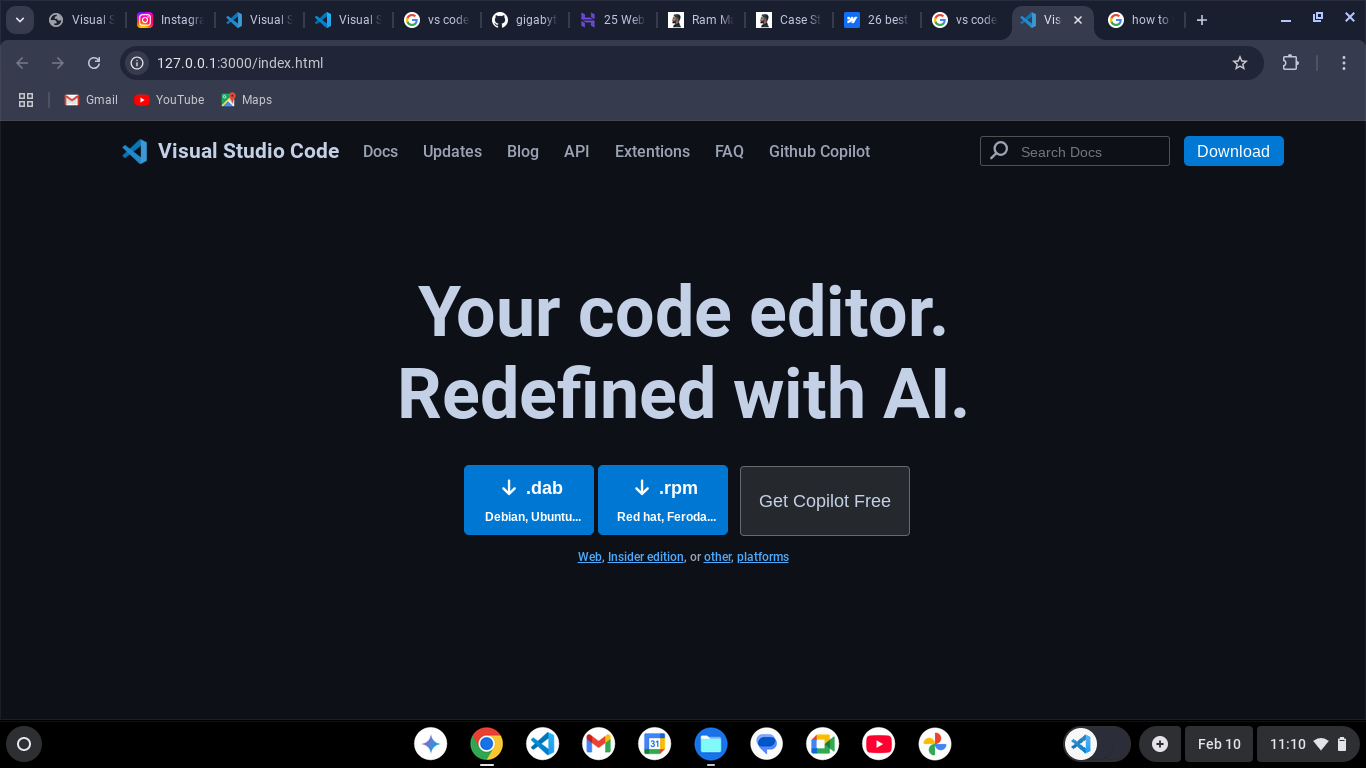 Visual S
Instagra
Visual S
Visual S
vs code
gigabyt
25 Web
Ram Ma
Case St
26 best
vs code
Vis
how to
127.0.0.1:3000/index.html
Gmail
YouTube
Maps
Visual Studio Code
Docs
Updates
Blog
API
Extentions
FAQ
Github Copilot
Search Docs
Download
Your code editor.
Redefined with AI.
.dab
Debian, Ubuntu...
.rpm
Red hat, Feroda...
Get Copilot Free
Web, Insider edition, or other, platforms
31
Feb 10
11:10